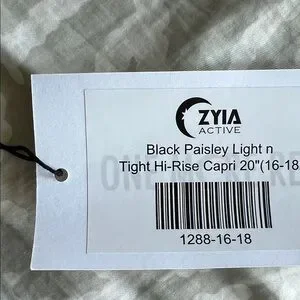 ZYIA
ACTIVE
Black Paisley Light n
Tight Hi-Rise Capri 20"(16-18
1288-16-18